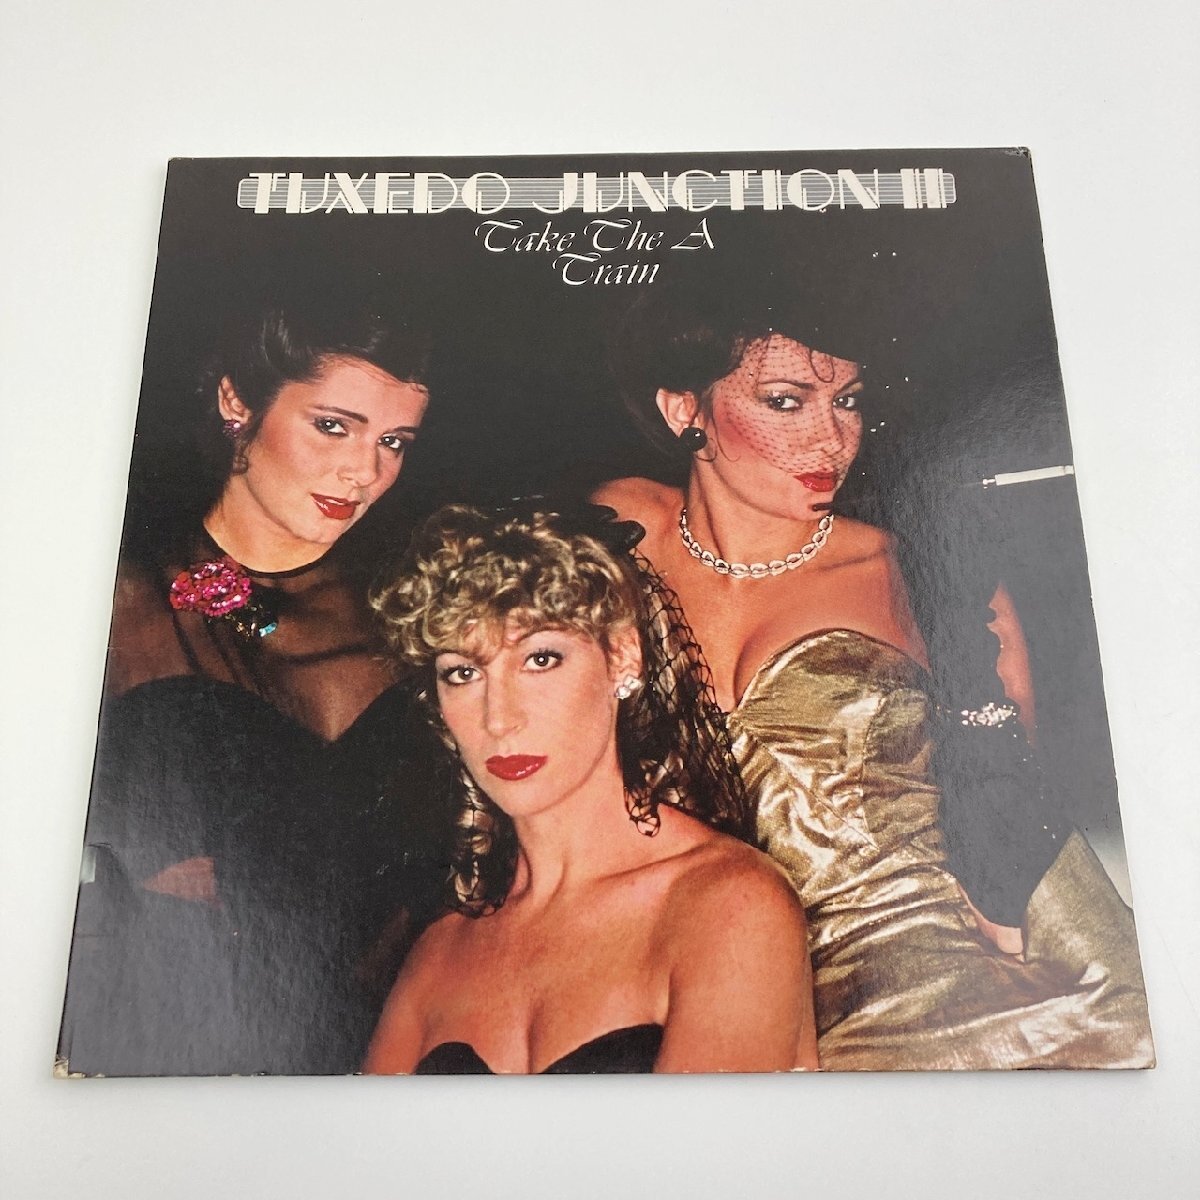 TUXEDO JUNCTION II
Take The A
Train